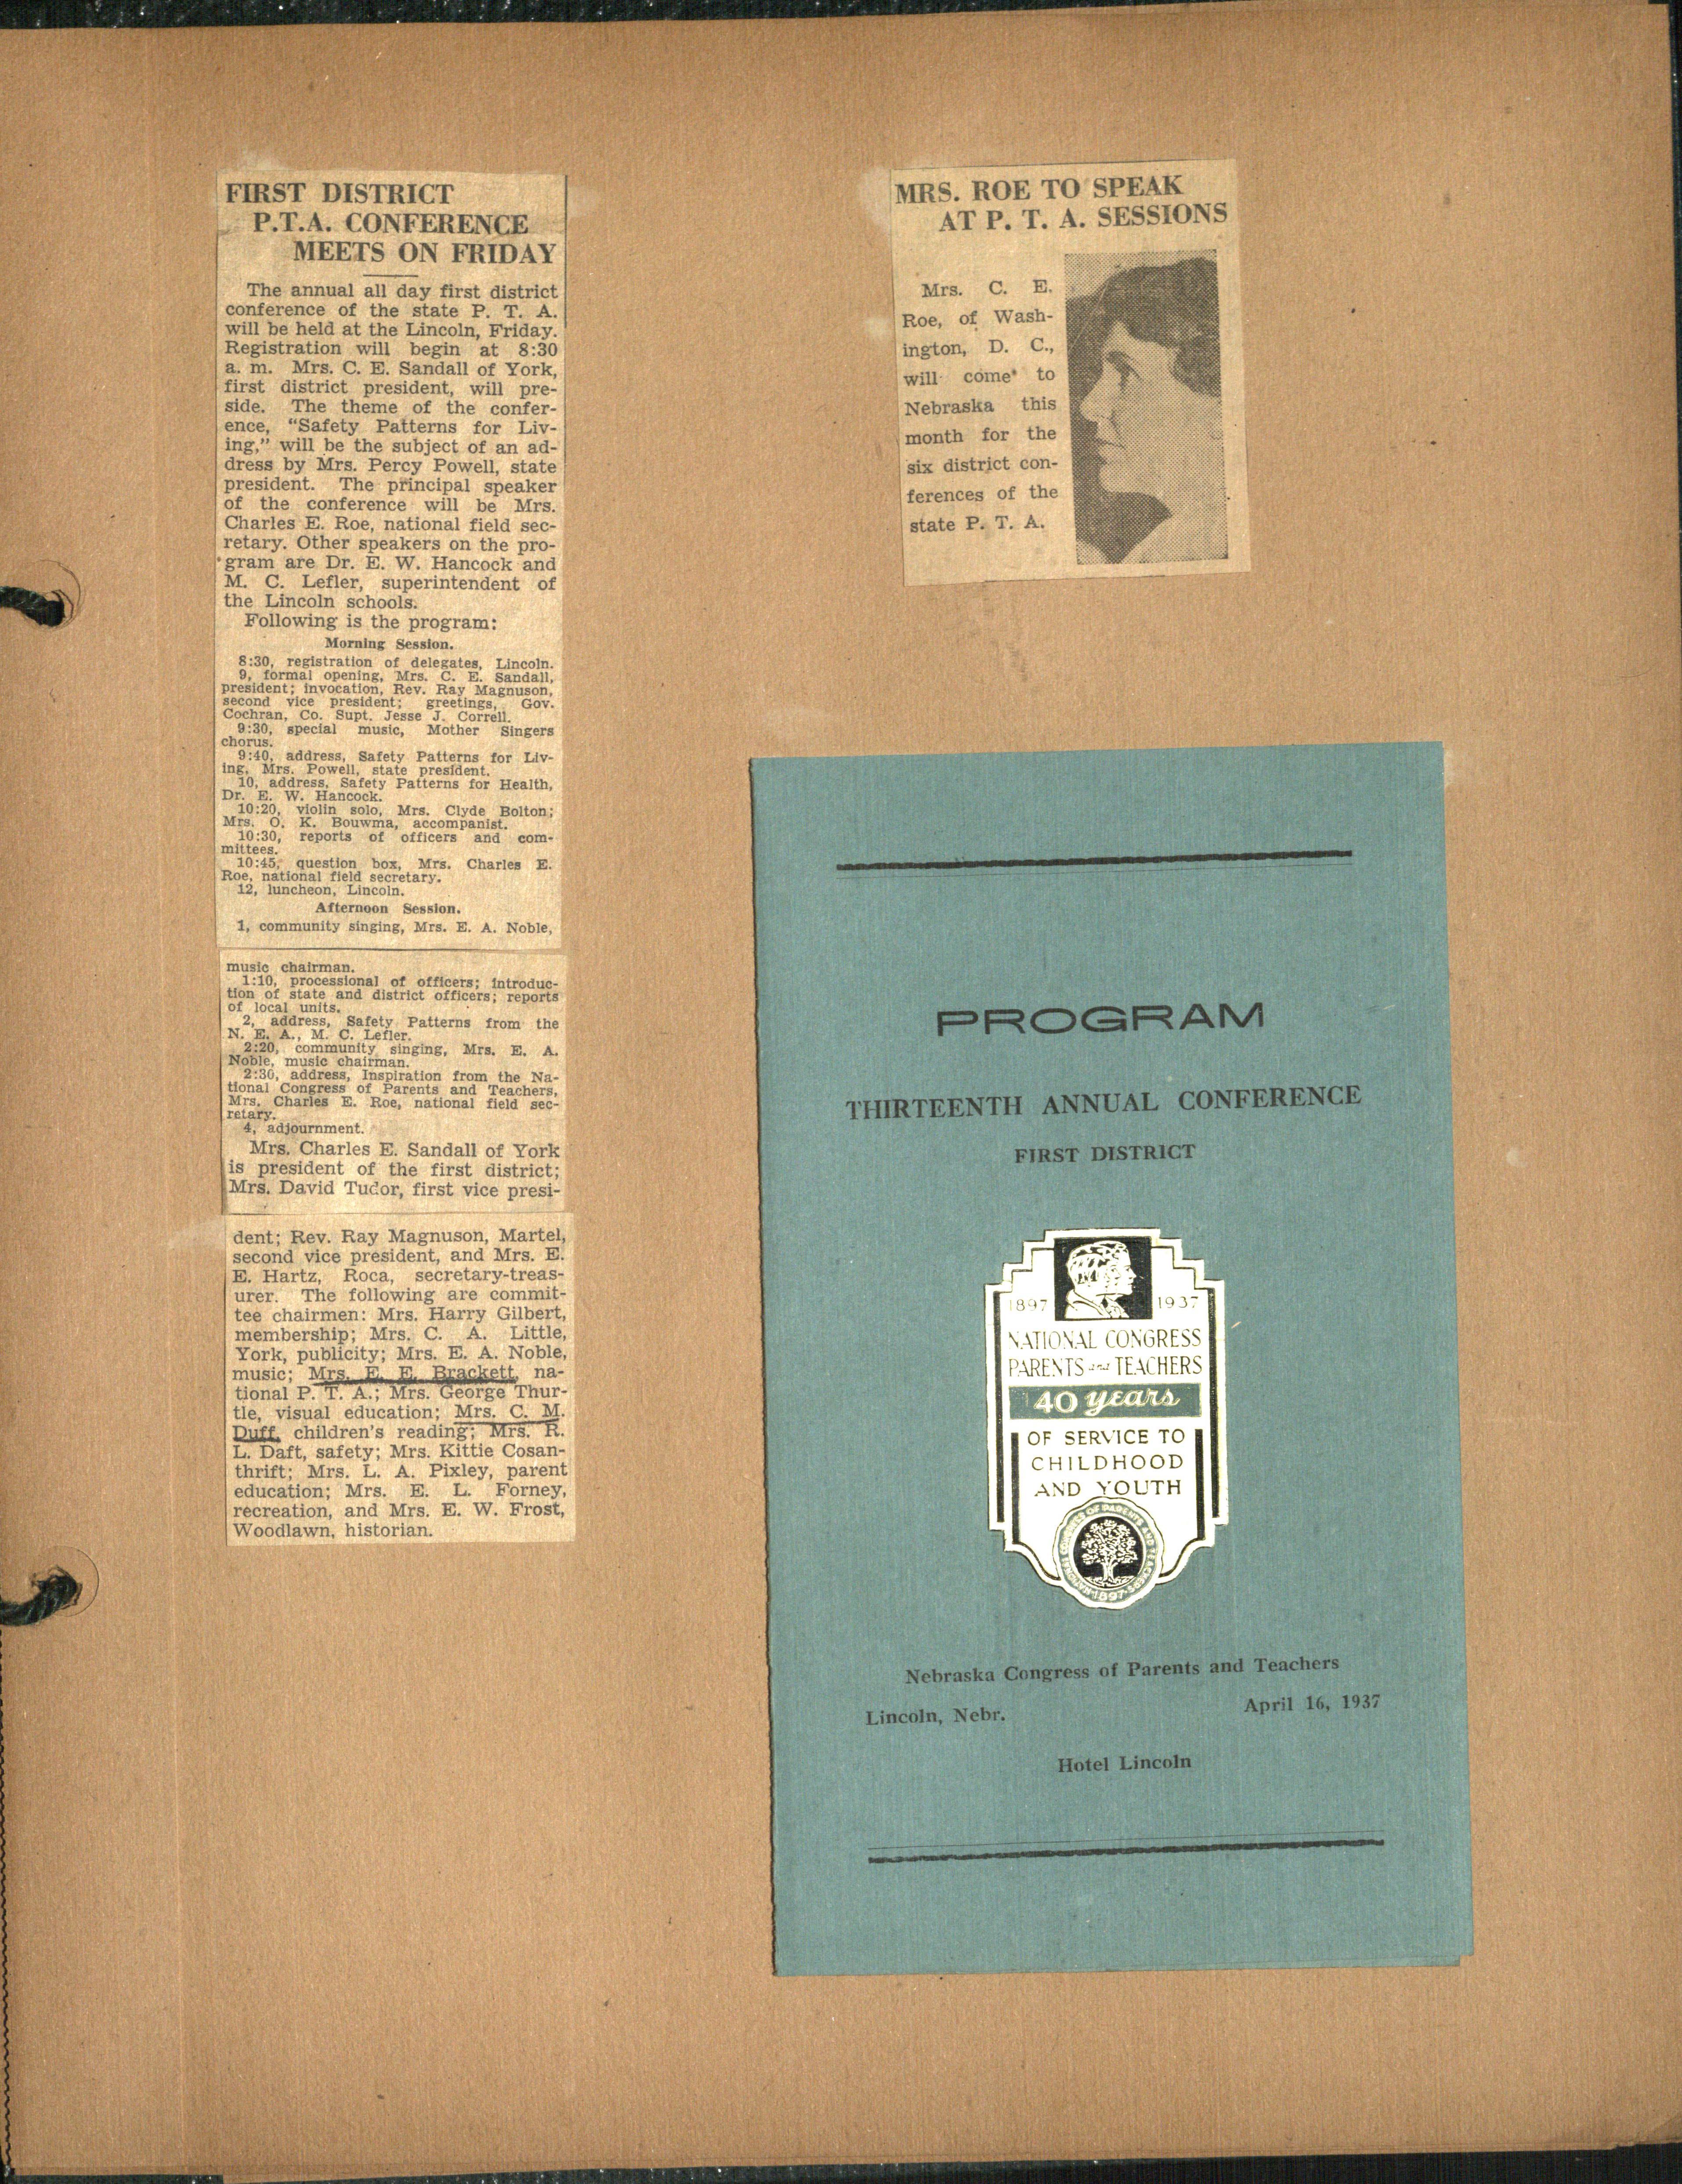 FIRST DISTRICT
P.T.A. CONFERENCE
MEETS ON FRIDAY
The annual all day first district
conference of the state P. T. A.
will be held at the Lincoln, Friday.
Registration will begin at 8:30
a. m. Mrs. C. E. Sandall of York,
first district president, will pre-
side. The theme of the confer-
ence, "Safety Patterns for Liv-
ing," will be the subject of an ad-
dress by Mrs. Percy Powell, state
president. The principal speaker
of the conference will be Mrs.
Charles E. Roe, national field sec-
retary. Other speakers on the pro-
gram are Dr. E. W. Hancock and
M. C. Lefler, superintendent of
the Lincoln schools.
Following is the program:
Morning Session.
8:30, registration of delegates, Lincoln.
9, formal opening, Mrs. C. E. Sandall,
president; invocation, Rev. Ray Magnuson,
second vice president; greetings, Gov.
Cochran, Co. Supt. Jesse J. Correll.
9:30, special music, Mother Singers
chorus.
9:40, address, Safety Patterns for Liv-
ing, Mrs. Powell, state president.
10, address, Safety Patterns for Health,
Dr. E. W. Hancock.
10:20, violin solo, Mrs. Clyde Bolton;
Mrs. O. K. Bouwma, accompanist.
10:30, reports of officers and com-
mittees.
10:45, question box, Mrs. Charles E.
Roe, national field secretary.
12, luncheon, Lincoln.
Afternoon Session.
1, community singing, Mrs. E. A. Noble,
music chairman.
1:10, processional of officers; introduc-
tion of state and district officers; reports
of local units.
2, address, Safety Patterns from the
N. E. A., M. C. Lefler.
2:20, community singing, Mrs. E. A.
Noble, music chairman.
2:30, address, Inspiration from the Na-
tional Congress of Parents and Teachers,
Mrs. Charles E. Roe, national field sec-
retary.
4, adjournment.
Mrs. Charles E. Sandall of York
is president of the first district;
Mrs. David Tudor, first vice presi-
dent; Rev. Ray Magnuson, Martel,
second vice president, and Mrs. E.
E. Hartz, Roca, secretary-treas-
urer. The following are commit-
tee chairmen: Mrs. Harry Gilbert,
membership; Mrs. C. A. Little,
York, publicity; Mrs. E. A. Noble,
music; Mrs. E. E. Brackett, na-
tional P. T. A.; Mrs. George Thur-
tle, visual education; Mrs. C. M.
Duff, children's reading; Mrs. R.
L. Daft, safety; Mrs. Kittie Cosan-
thrift; Mrs. L. A. Pixley, parent
education; Mrs. E. L. Forney,
recreation, and Mrs. E. W. Frost,
Woodlawn, historian.
MRS. ROE TO SPEAK
AT P. T. A. SESSIONS
Mrs. C. E.
Roe, of Wash-
ington, D. C.,
will come to
Nebraska this
month for the
six district con-
ferences of the
state P. T. A.
PROGRAM
THIRTEENTH ANNUAL CONFERENCE
FIRST DISTRICT
1897 1937
NATIONAL CONGRESS
PARENTS and TEACHERS
40 years
OF SERVICE TO
CHILDHOOD
AND YOUTH
NATIONAL CONGRESS OF PARENTS AND TEACHERS
1897
Nebraska Congress of Parents and Teachers
Lincoln, Nebr. April 16, 1937
Hotel Lincoln